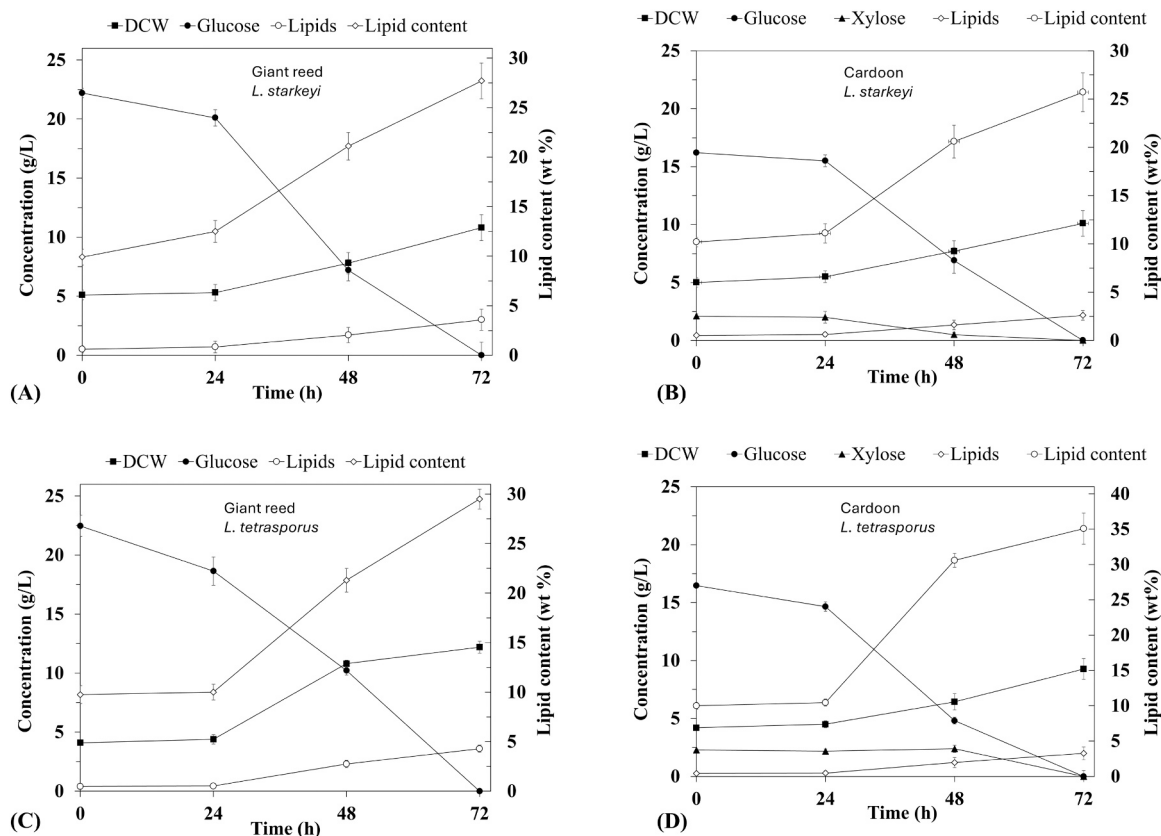 DCW Glucose Lipids Lipid content
Giant reed
L. starkeyi
Concentration (g/L)
25
20
15
10
5
0
30
25
20
15
10
5
0
Lipid content (wt %)
0 24 48 72
Time (h)
(A)
DCW Glucose Xylose Lipids Lipid content
Cardoon
L. starkeyi
Concentration (g/L)
25
20
15
10
5
0
30
25
20
15
10
5
0
Lipid content (wt%)
0 24 48 72
Time (h)
(B)
DCW Glucose Lipids Lipid content
Giant reed
L. tetrasporus
Concentration (g/L)
25
20
15
10
5
0
30
25
20
15
10
5
0
Lipid content (wt %)
0 24 48 72
Time (h)
(C)
DCW Glucose Xylose Lipids Lipid content
Cardoon
L. tetrasporus
Concentration (g/L)
25
20
15
10
5
0
40
35
30
25
20
15
10
5
0
Lipid content (wt %)
0 24 48 72
Time (h)
(D)